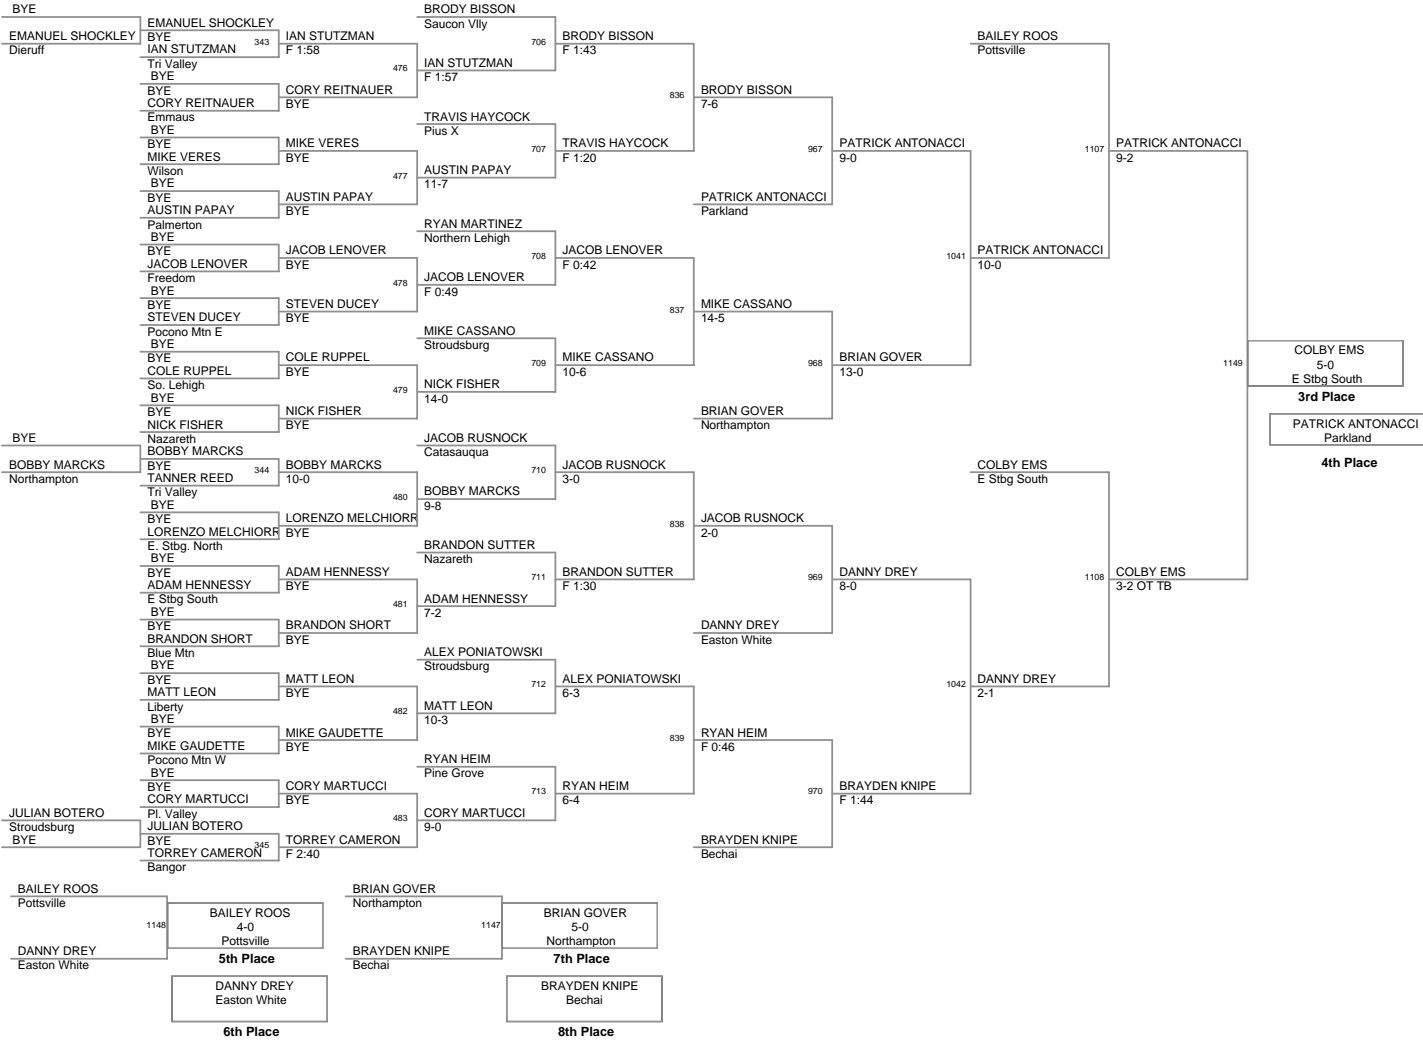 BYE
EMANUEL SHOCKLEY
Dieruff
BYE
BOBBY MARCKS
Northampton
JULIAN BOTERO
Stroudsburg
BYE
EMANUEL SHOCKLEY
BYE
343
IAN STUTZMAN
Tri Valley
BYE
BYE
CORY REITNAUER
Emmaus
BYE
BYE
MIKE VERES
Wilson
BYE
BYE
AUSTIN PAPAY
Palmerton
BYE
BYE
JACOB LENOVER
Freedom
BYE
BYE
STEVEN DUCEY
Pocono Mtn E
BYE
BYE
COLE RUPPEL
So. Lehigh
BYE
BYE
NICK FISHER
Nazareth
BOBBY MARCKS
BYE
344
TANNER REED
Tri Valley
BYE
BYE
LORENZO MELCHIORR
E. Stbg. North
BYE
BYE
ADAM HENNESSY
E Stbg South
BYE
BYE
BRANDON SHORT
Blue Mtn
BYE
BYE
MATT LEON
Liberty
BYE
BYE
MIKE GAUDETTE
Pocono Mtn W
BYE
BYE
CORY MARTUCCI
Pl. Valley
JULIAN BOTERO
BYE
345
TORREY CAMERON
Bangor
IAN STUTZMAN
F 1:58
476
CORY REITNAUER
BYE
MIKE VERES
BYE
477
AUSTIN PAPAY
BYE
JACOB LENOVER
BYE
478
STEVEN DUCEY
BYE
COLE RUPPEL
BYE
479
NICK FISHER
BYE
BOBBY MARCKS
10-0
480
LORENZO MELCHIORR
BYE
ADAM HENNESSY
BYE
481
BRANDON SHORT
BYE
MATT LEON
BYE
482
MIKE GAUDETTE
BYE
CORY MARTUCCI
BYE
483
TORREY CAMERON
F 2:40
BRODY BISSON
Saucon Vlly
706
IAN STUTZMAN
F 1:57
TRAVIS HAYCOCK
Pius X
707
AUSTIN PAPAY
11-7
RYAN MARTINEZ
Northern Lehigh
708
JACOB LENOVER
F 0:49
MIKE CASSANO
Stroudsburg
709
NICK FISHER
14-0
JACOB RUSNOCK
Catasauqua
710
BOBBY MARCKS
9-8
BRANDON SUTTER
Nazareth
711
ADAM HENNESSY
7-2
ALEX PONIATOWSKI
Stroudsburg
712
MATT LEON
10-3
RYAN HEIM
Pine Grove
713
CORY MARTUCCI
9-0
BRODY BISSON
F 1:43
836
TRAVIS HAYCOCK
F 1:20
JACOB LENOVER
F 0:42
837
MIKE CASSANO
10-6
JACOB RUSNOCK
3-0
838
BRANDON SUTTER
F 1:30
ALEX PONIATOWSKI
6-3
839
RYAN HEIM
6-4
BRODY BISSON
7-6
967
PATRICK ANTONACCI
Parkland
MIKE CASSANO
14-5
968
BRIAN GOVER
Northampton
JACOB RUSNOCK
2-0
969
DANNY DREY
Easton White
RYAN HEIM
F 0:46
970
BRAYDEN KNIPE
Bechai
PATRICK ANTONACCI
9-0
1041
BRIAN GOVER
13-0
DANNY DREY
8-0
1042
BRAYDEN KNIPE
F 1:44
BAILEY ROOS
Pottsville
1107
PATRICK ANTONACCI
10-0
COLBY EMS
E Stbg South
1108
DANNY DREY
2-1
PATRICK ANTONACCI
9-2
1149
COLBY EMS
3-2 OT TB
COLBY EMS
5-0
E Stbg South
3rd Place
PATRICK ANTONACCI
Parkland
4th Place
BAILEY ROOS
Pottsville
1148
DANNY DREY
Easton White
BAILEY ROOS
4-0
Pottsville
5th Place
DANNY DREY
Easton White
6th Place
BRIAN GOVER
Northampton
1147
BRAYDEN KNIPE
Bechai
BRIAN GOVER
5-0
Northampton
7th Place
BRAYDEN KNIPE
Bechai
8th Place